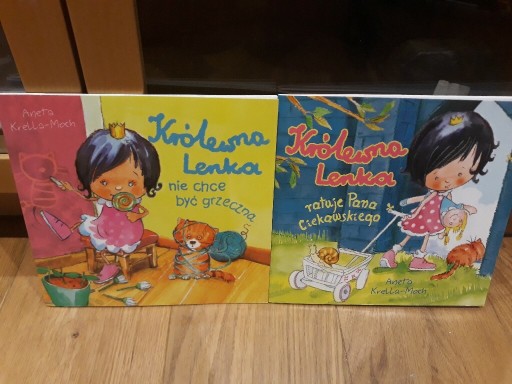 Aneta
Krella-Moch
Królewna
Lenka
nie chce
być grzeczna
Królewna
Lenka
ratuje Pana
Ciekawskiego
Aneta
Krella-Moch